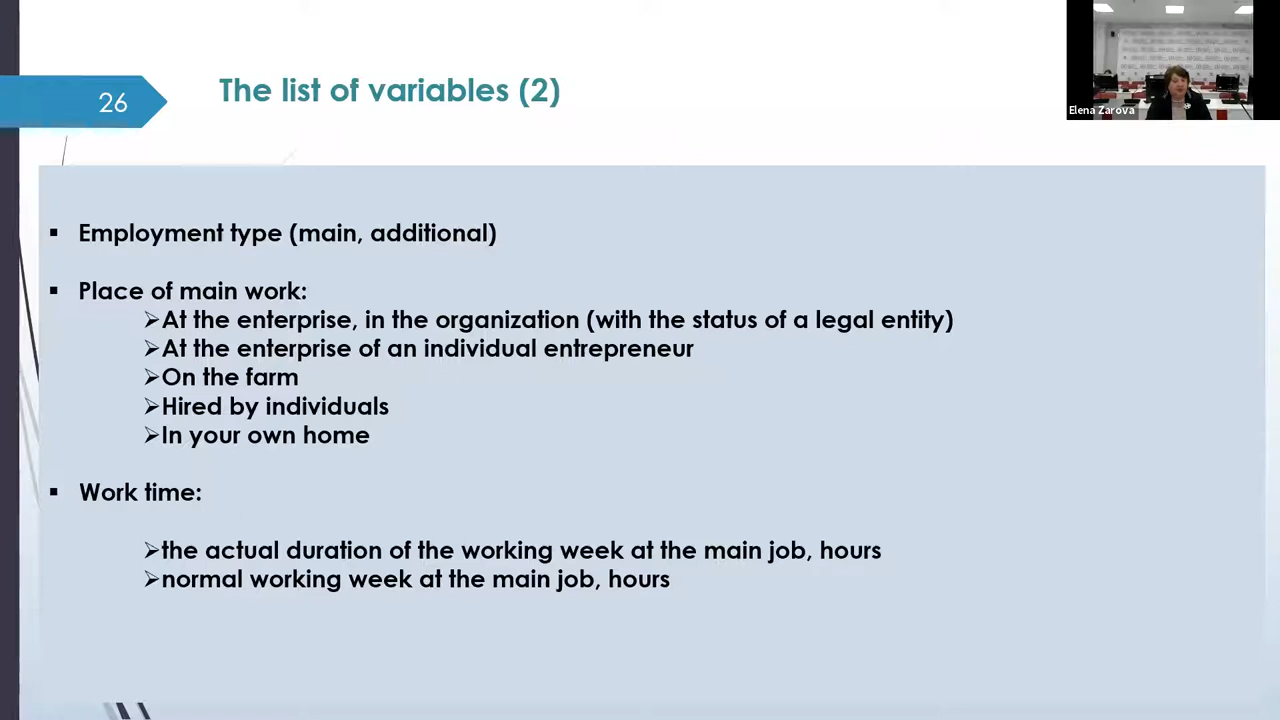 26
The list of variables (2)
Elena Zarova
▪ Employment type (main, additional)
▪ Place of main work:
➢At the enterprise, in the organization (with the status of a legal entity)
➢At the enterprise of an individual entrepreneur
➢On the farm
➢Hired by individuals
➢In your own home
▪ Work time:
➢the actual duration of the working week at the main job, hours
➢normal working week at the main job, hours